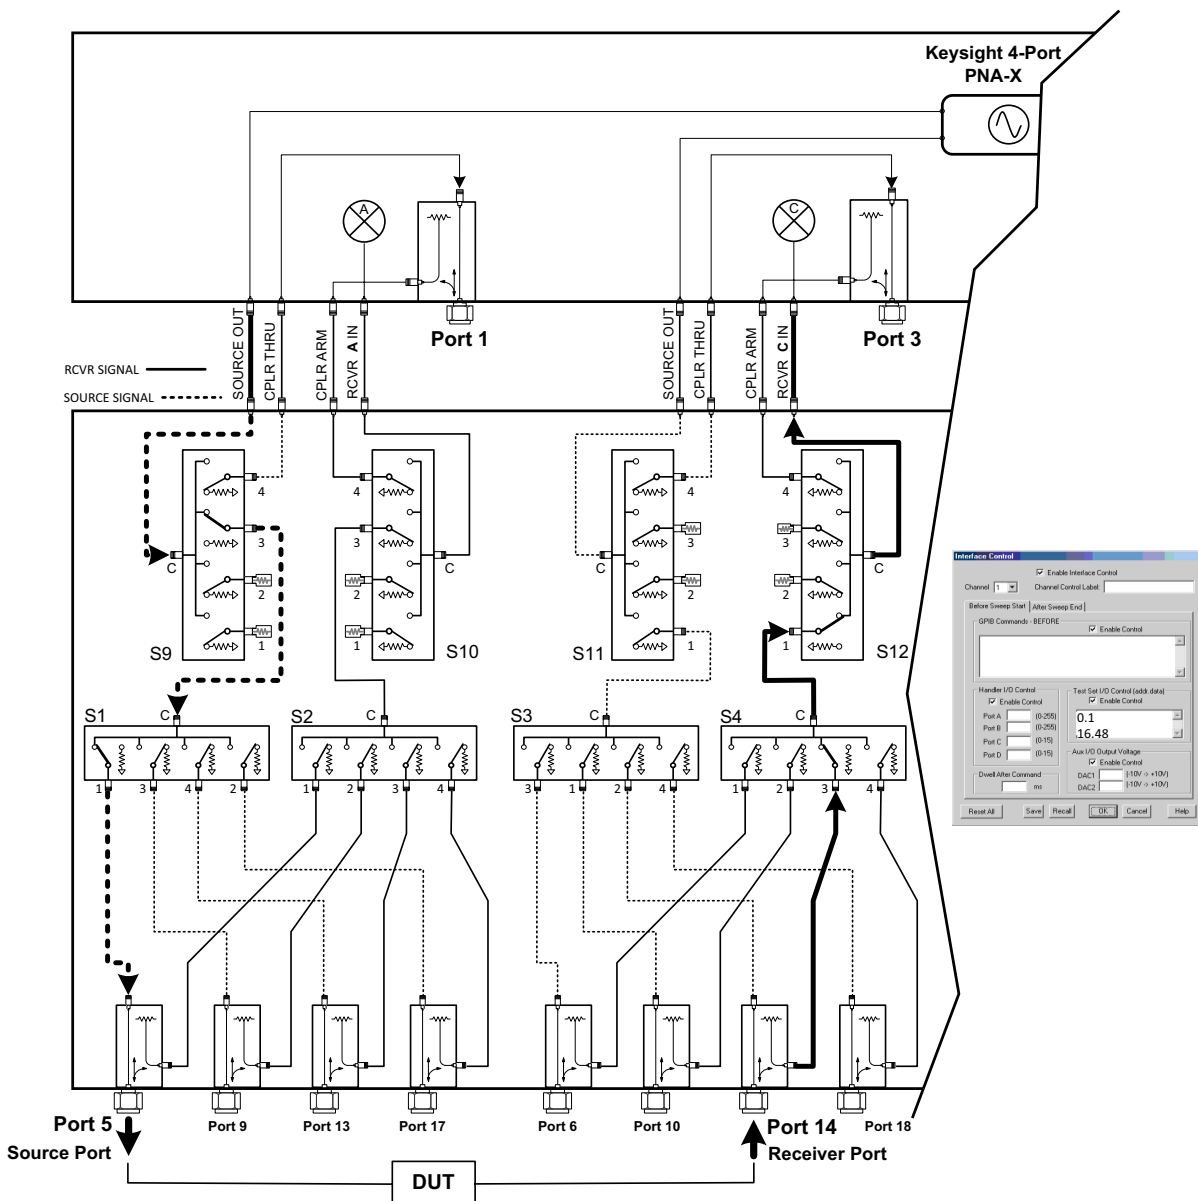 Keysight 4-Port
PNA-X
A
C
Port 1
Port 3
SOURCE OUT
CPLR THRU
CPLR ARM
RCVR A IN
SOURCE OUT
CPLR THRU
CPLR ARM
RCVR C IN
RCVR SIGNAL
SOURCE SIGNAL
4
3
2
1
C
S9
4
3
2
1
C
S10
4
3
2
1
C
S11
4
3
2
1
C
S12
S1
C
1
3
4
2
S2
C
1
2
3
4
S3
C
3
1
2
4
S4
C
1
2
3
4
Port 5
Source Port
Port 9
Port 13
Port 17
Port 6
Port 10
Port 14
Receiver Port
Port 18
DUT
Interface Control
Enable Interface Control
Channel 1
Channel Control Label:
Before Sweep Start
After Sweep End
GPIB Commands - BEFORE
Enable Control
Handler I/O Control
Enable Control
Port A (0-255)
Port B (0-255)
Port C (0-15)
Port D (0-15)
Test Set I/O Control (addr.data)
Enable Control
0.1
16.48
Aux I/O Output Voltage
Enable Control
DAC1 (-10V -> +10V)
DAC2 (-10V -> +10V)
Dwell After Command
ms
Reset All
Save
Recall
OK
Cancel
Help